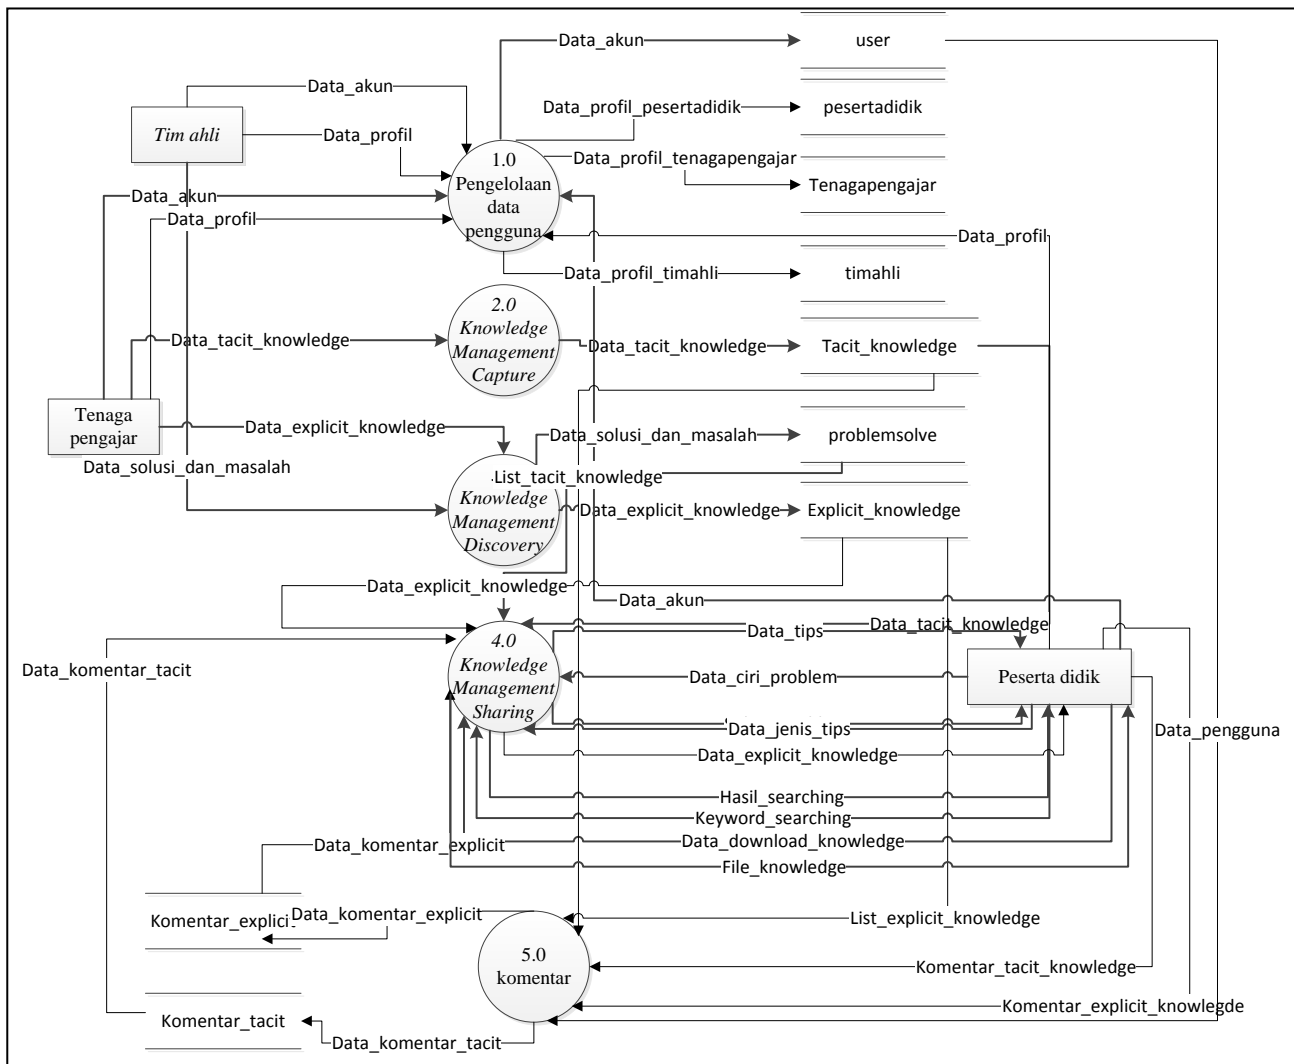 Data_akun
user
Data_akun
Data_profil_pesertadidik
pesertadidik
Tim ahli
Data_profil
1.0
Pengelolaan
data
pengguna
Data_profil_tenagapengajar
Tenagapengajar
Data_akun
Data_profil
Data_profil
Data_profil_timahli
timahli
2.0
Knowledge
Management
Capture
Data_tacit_knowledge
Data_tacit_knowledge
Tacit_knowledge
Tenaga
pengajar
Data_explicit_knowledge
Data_solusi_dan_masalah
problemsolve
Data_solusi_dan_masalah
List_tacit_knowledge
Knowledge
Management
Discovery
Data_explicit_knowledge
Explicit_knowledge
Data_explicit_knowledge
Data_akun
Data_tacit_knowledge
Data_tips
4.0
Knowledge
Management
Sharing
Data_komentar_tacit
Data_ciri_problem
Peserta didik
Data_jenis_tips
Data_pengguna
Data_explicit_knowledge
Hasil_searching
Keyword_searching
Data_komentar_explicit
Data_download_knowledge
File_knowledge
Komentar_explicit
Data_komentar_explicit
List_explicit_knowledge
5.0
komentar
Komentar_tacit_knowledge
Komentar_explicit_knowlegde
Komentar_tacit
Data_komentar_tacit